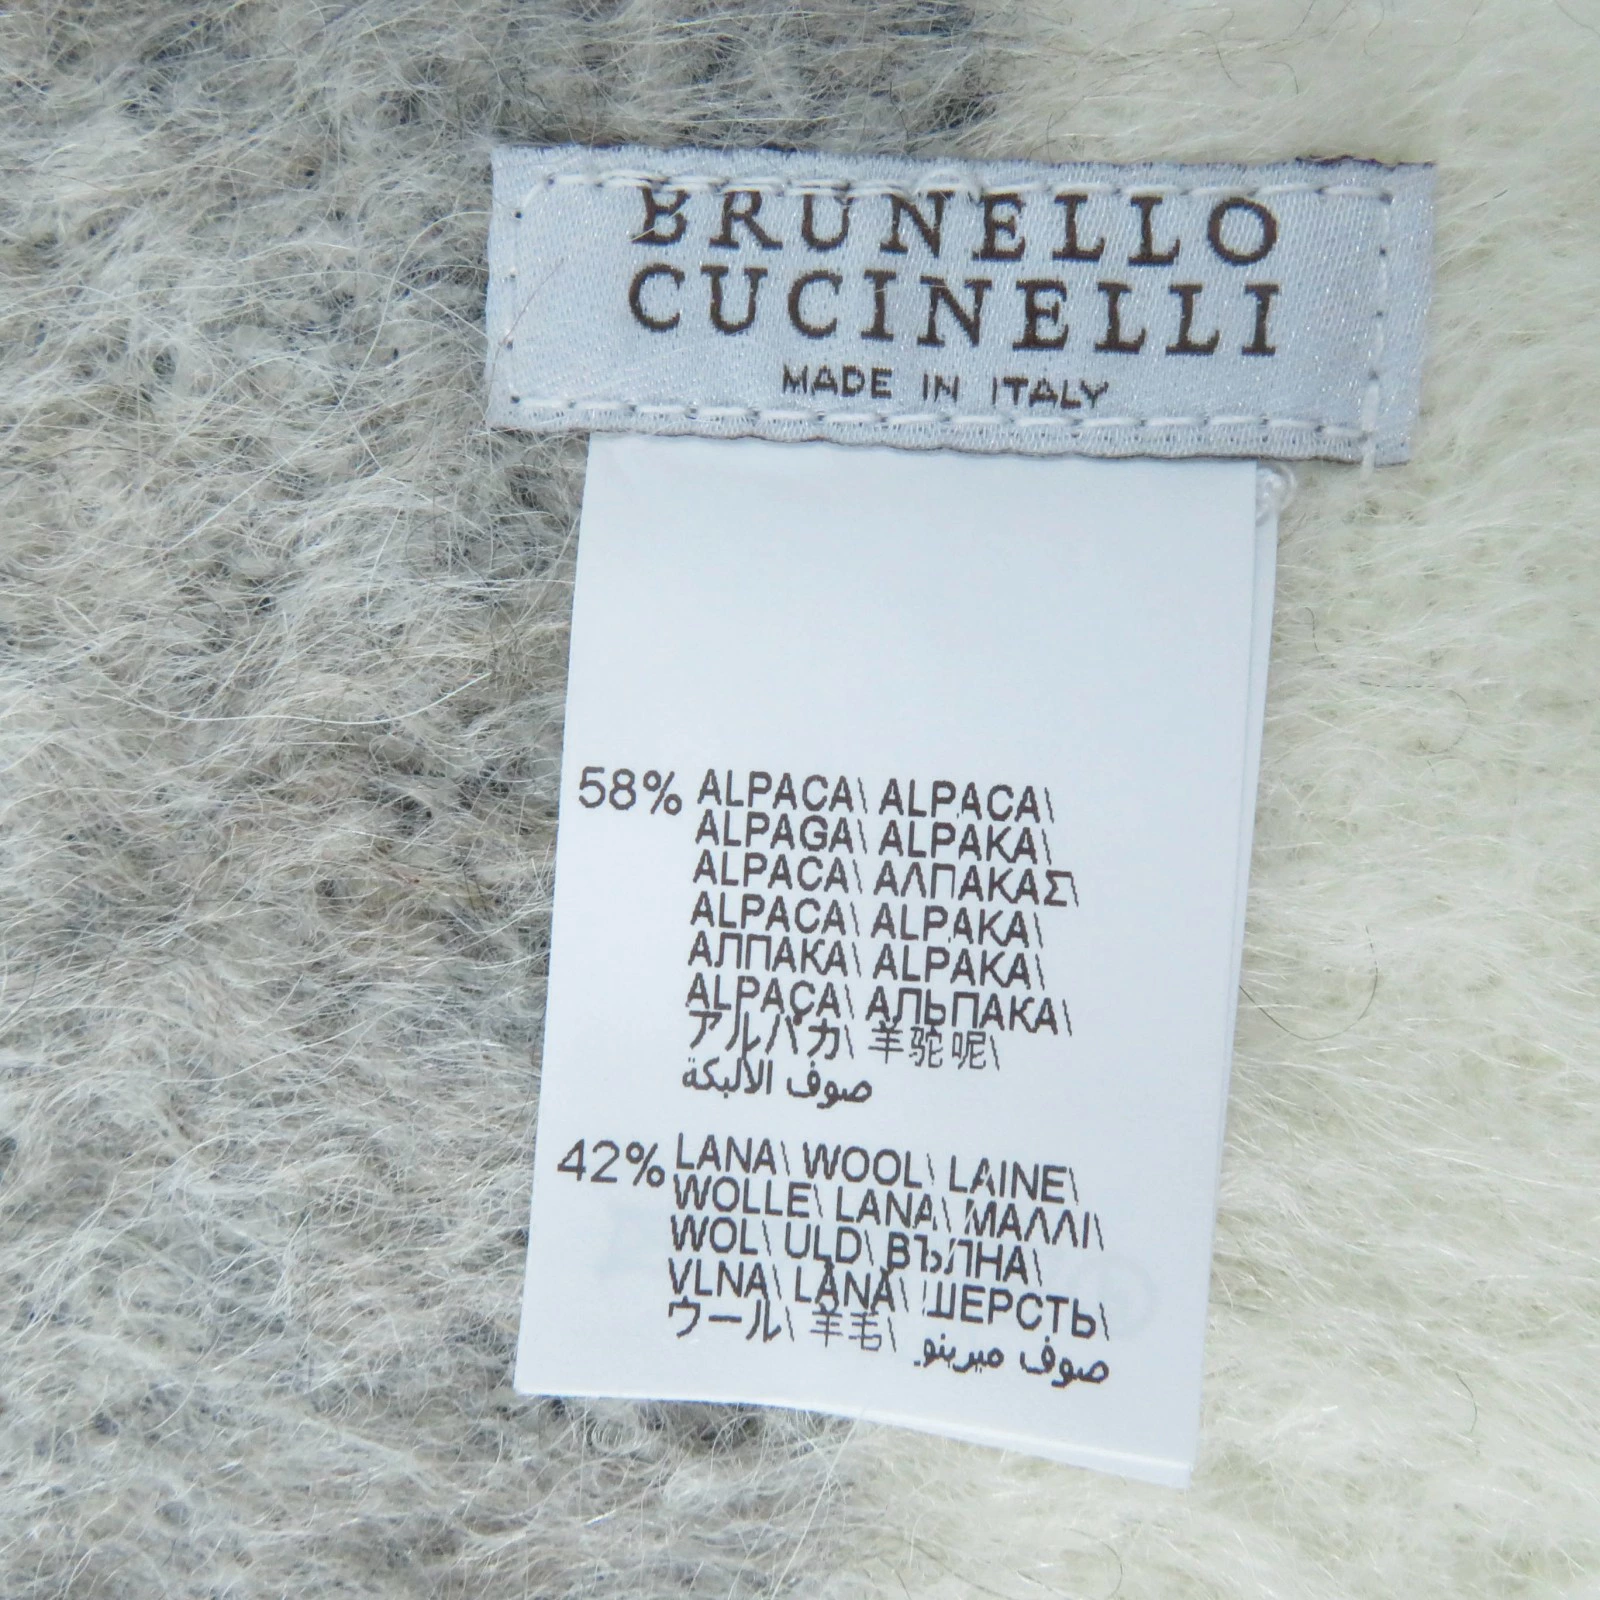 BRUNELLO
CUCINELLI
MADE IN ITALY
58% ALPACA\ ALPACA\
ALPAGA\ ALPAKA\
ALPACA\ ΑΛΠΑΚΑΣ\
ALPACA\ ALPAKA\
АЛПАКА\ ALPAKA\
ALPAÇA\ АЛЬПАКА\
アルパカ\ 羊驼呢\
صوف الألبكة
42% LANA\ WOOL\ LAINE\
WOLLE\ LANA\ ΜΑΛΛΙ\
WOL\ ULD\ ВЪЛНА\
VLNA\ LÂNĂ\ ШЕРСТЬ\
ウール\ 羊毛\ صوف ميرينو